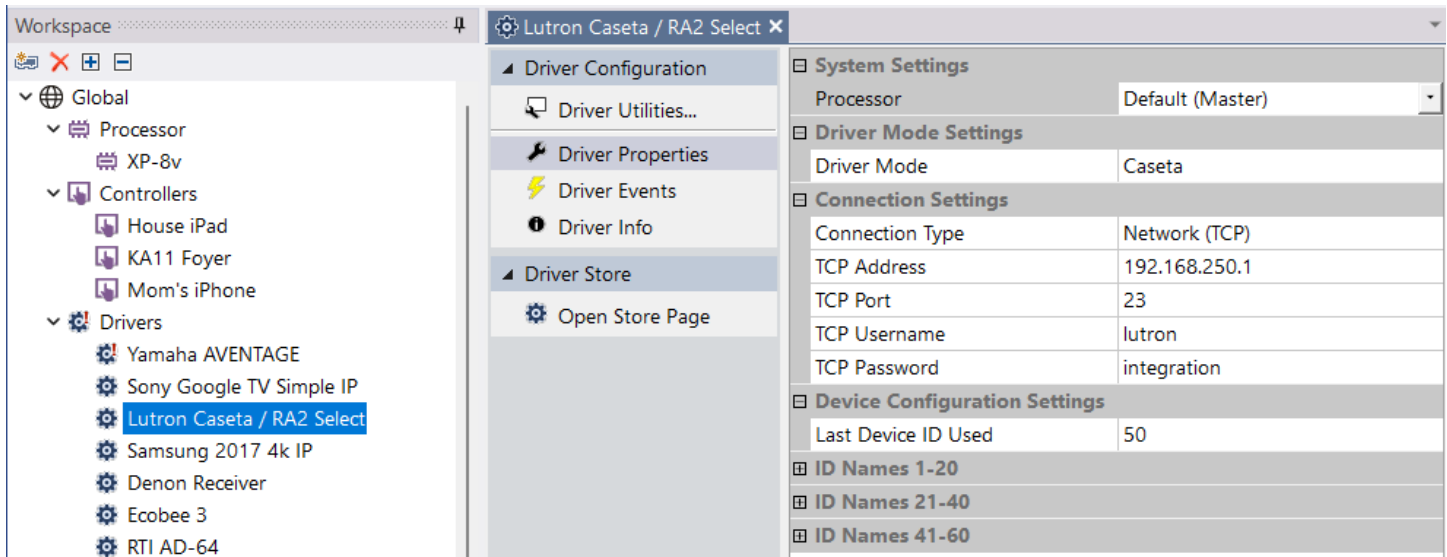 Workspace
Global
Processor
XP-8v
Controllers
House iPad
KA11 Foyer
Mom's iPhone
Drivers
Yamaha AVENTAGE
Sony Google TV Simple IP
Lutron Caseta / RA2 Select
Samsung 2017 4k IP
Denon Receiver
Ecobee 3
RTI AD-64
Lutron Caseta / RA2 Select
Driver Configuration
Driver Utilities...
Driver Properties
Driver Events
Driver Info
Driver Store
Open Store Page
System Settings
Processor Default (Master)
Driver Mode Settings
Driver Mode Caseta
Connection Settings
Connection Type Network (TCP)
TCP Address 192.168.250.1
TCP Port 23
TCP Username lutron
TCP Password integration
Device Configuration Settings
Last Device ID Used 50
ID Names 1-20
ID Names 21-40
ID Names 41-60